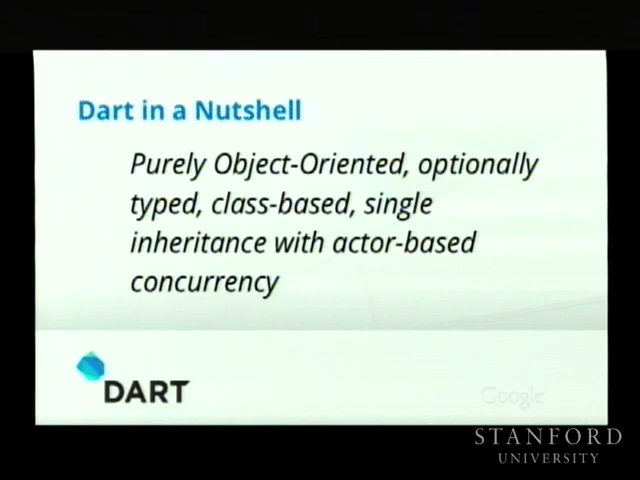 Dart in a Nutshell
Purely Object-Oriented, optionally
typed, class-based, single
inheritance with actor-based
concurrency
DART
Google
STANFORD
UNIVERSITY